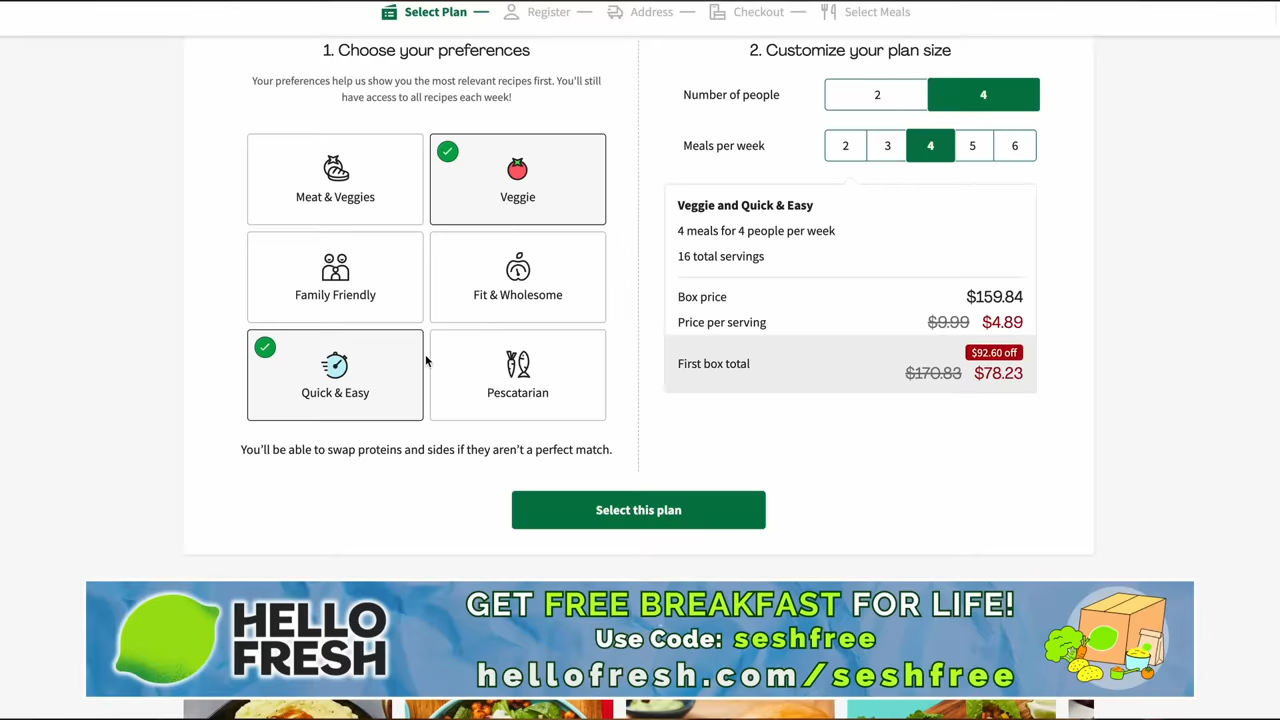 Select Plan
Register
Address
Checkout
Select Meals
1. Choose your preferences
Your preferences help us show you the most relevant recipes first. You'll still
have access to all recipes each week!
Meat & Veggies
Veggie
Family Friendly
Fit & Wholesome
Quick & Easy
Pescatarian
You'll be able to swap proteins and sides if they aren't a perfect match.
2. Customize your plan size
Number of people
2
4
Meals per week
2
3
4
5
6
Veggie and Quick & Easy
4 meals for 4 people per week
16 total servings
Box price
$159.84
Price per serving
$9.99 $4.89
$92.60 off
First box total
$170.83 $78.23
Select this plan
HELLO
FRESH
GET FREE BREAKFAST FOR LIFE!
Use Code: seshfree
hellofresh.com/seshfree